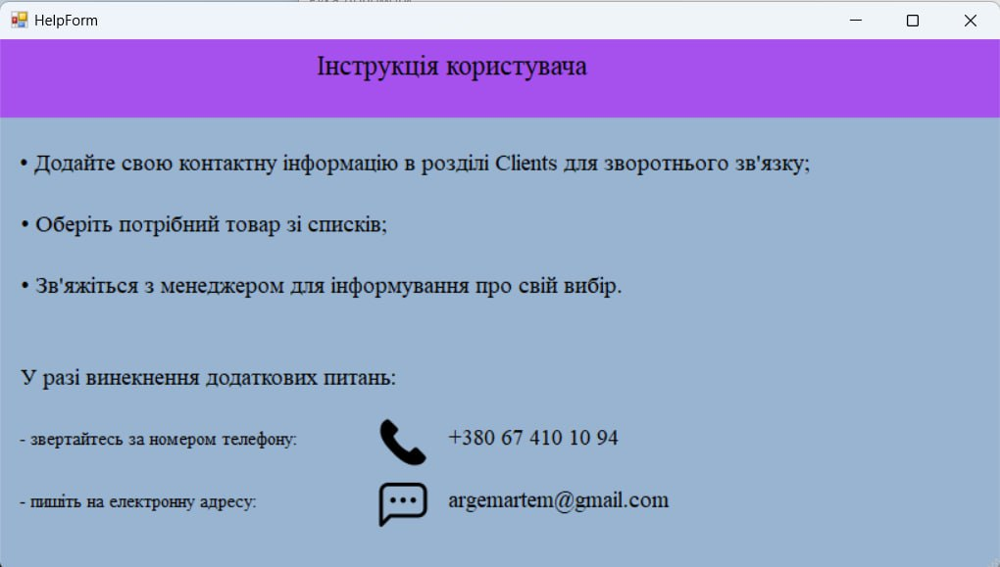 HelpForm
Інструкція користувача
• Додайте свою контактну інформацію в розділі Clients для зворотнього зв'язку;
• Оберіть потрібний товар зі списків;
• Зв'яжіться з менеджером для інформування про свій вибір.
У разі винекнення додаткових питань:
- звертайтесь за номером телефону:
+380 67 410 10 94
- пишіть на електронну адресу:
argemartem@gmail.com